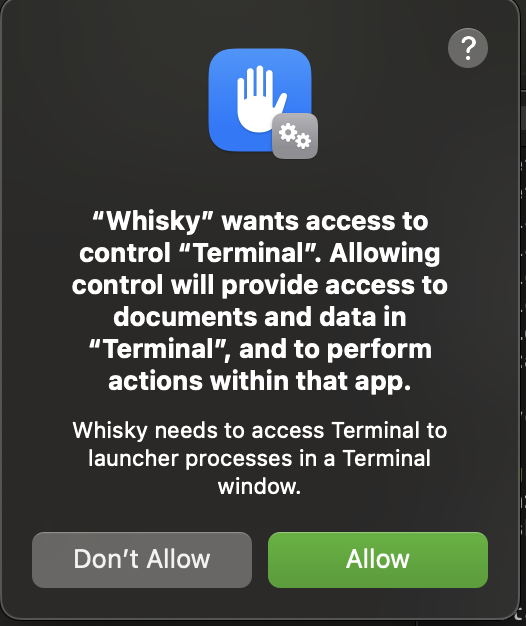 ?
“Whisky” wants access to
control “Terminal”. Allowing
control will provide access to
documents and data in
“Terminal”, and to perform
actions within that app.
Whisky needs to access Terminal to
launcher processes in a Terminal
window.
Don’t Allow
Allow